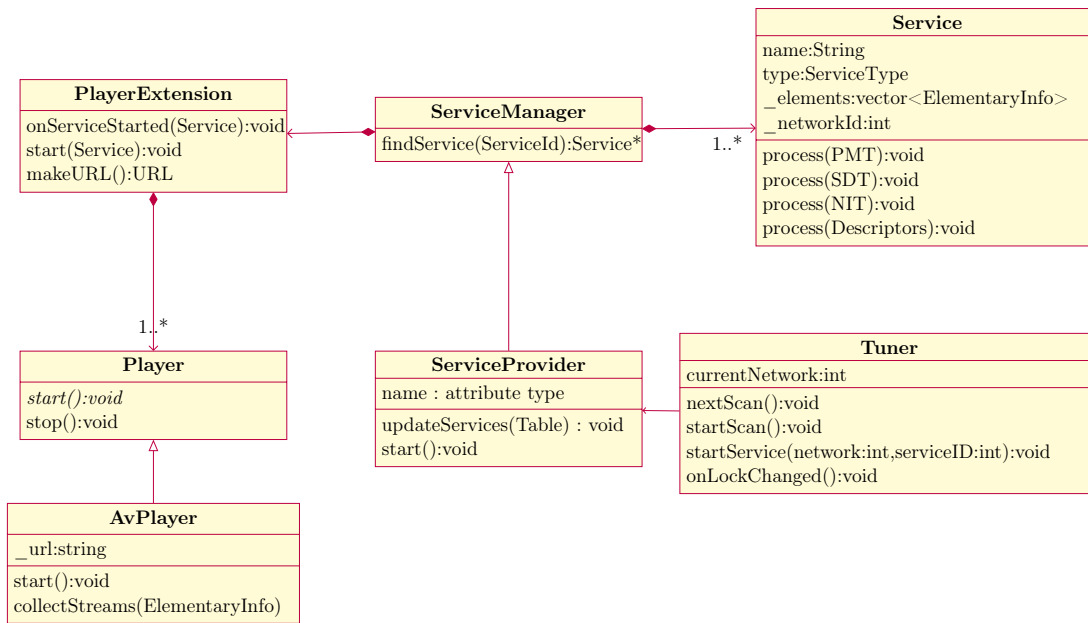 Service
name:String
type:ServiceType
_elements:vector<ElementaryInfo>
_networkId:int
process(PMT):void
process(SDT):void
process(NIT):void
process(Descriptors):void
PlayerExtension
onServiceStarted(Service):void
start(Service):void
makeURL():URL
ServiceManager
findService(ServiceId):Service*
1..*
1..*
Player
start():void
stop():void
ServiceProvider
name : attribute type
updateServices(Table) : void
start():void
Tuner
currentNetwork:int
nextScan():void
startScan():void
startService(network:int,serviceID:int):void
onLockChanged():void
AvPlayer
_url:string
start():void
collectStreams(ElementaryInfo)